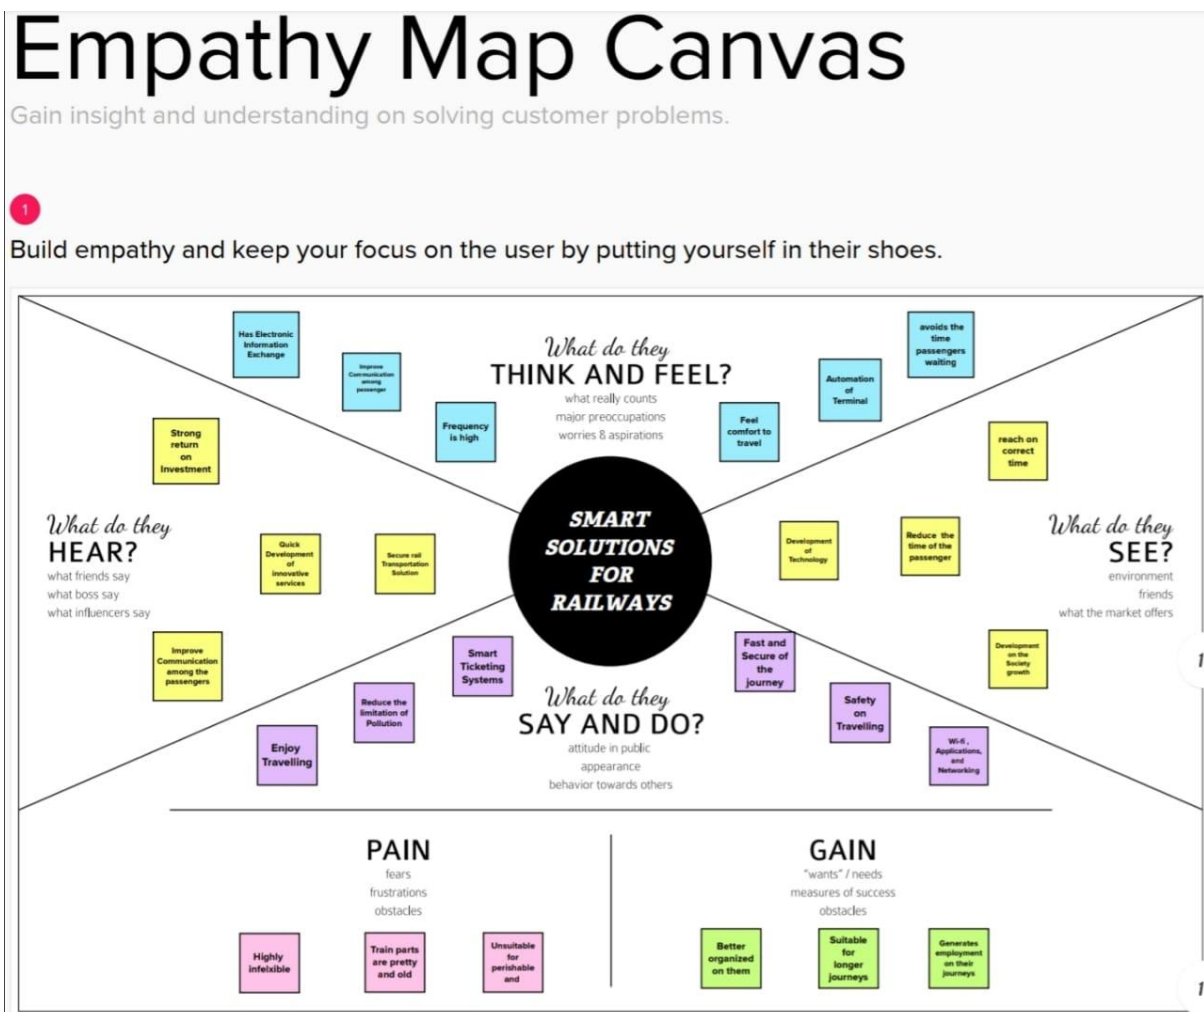 Empathy Map Canvas
Gain insight and understanding on solving customer problems.
1
Build empathy and keep your focus on the user by putting yourself in their shoes.
What do they
THINK AND FEEL?
what really counts
major preoccupations
worries & aspirations
Has Electronic
Information
Exchange
Improve
Communication
among
passenger
Frequency
is high
Feel
comfort to
travel
Automation
of
Terminal
avoids the
time
passengers
waiting
What do they
HEAR?
what friends say
what boss say
what influencers say
Strong
return
on
Investment
Quick
Development
of
innovative
services
Secure rail
Transportation
Solution
Improve
Communication
among the
passengers
SMART
SOLUTIONS
FOR
RAILWAYS
What do they
SEE?
environment
friends
what the market offers
reach on
correct
time
Development
of
Technology
Reduce the
time of the
passenger
Development
on the
Society
growth
1
What do they
SAY AND DO?
attitude in public
appearance
behavior towards others
Smart
Ticketing
Systems
Reduce the
limitation of
Pollution
Enjoy
Travelling
Fast and
Secure of
the
journey
Safety
on
Travelling
Wi-fi ,
Applications,
and
Networking
PAIN
fears
frustrations
obstacles
Highly
infelxible
Train parts
are pretty
and old
Unsuitable
for
perishable
and
GAIN
"wants" / needs
measures of success
obstacles
Better
organized
on them
Suitable
for
longer
journeys
Generates
employment
on their
journeys
1